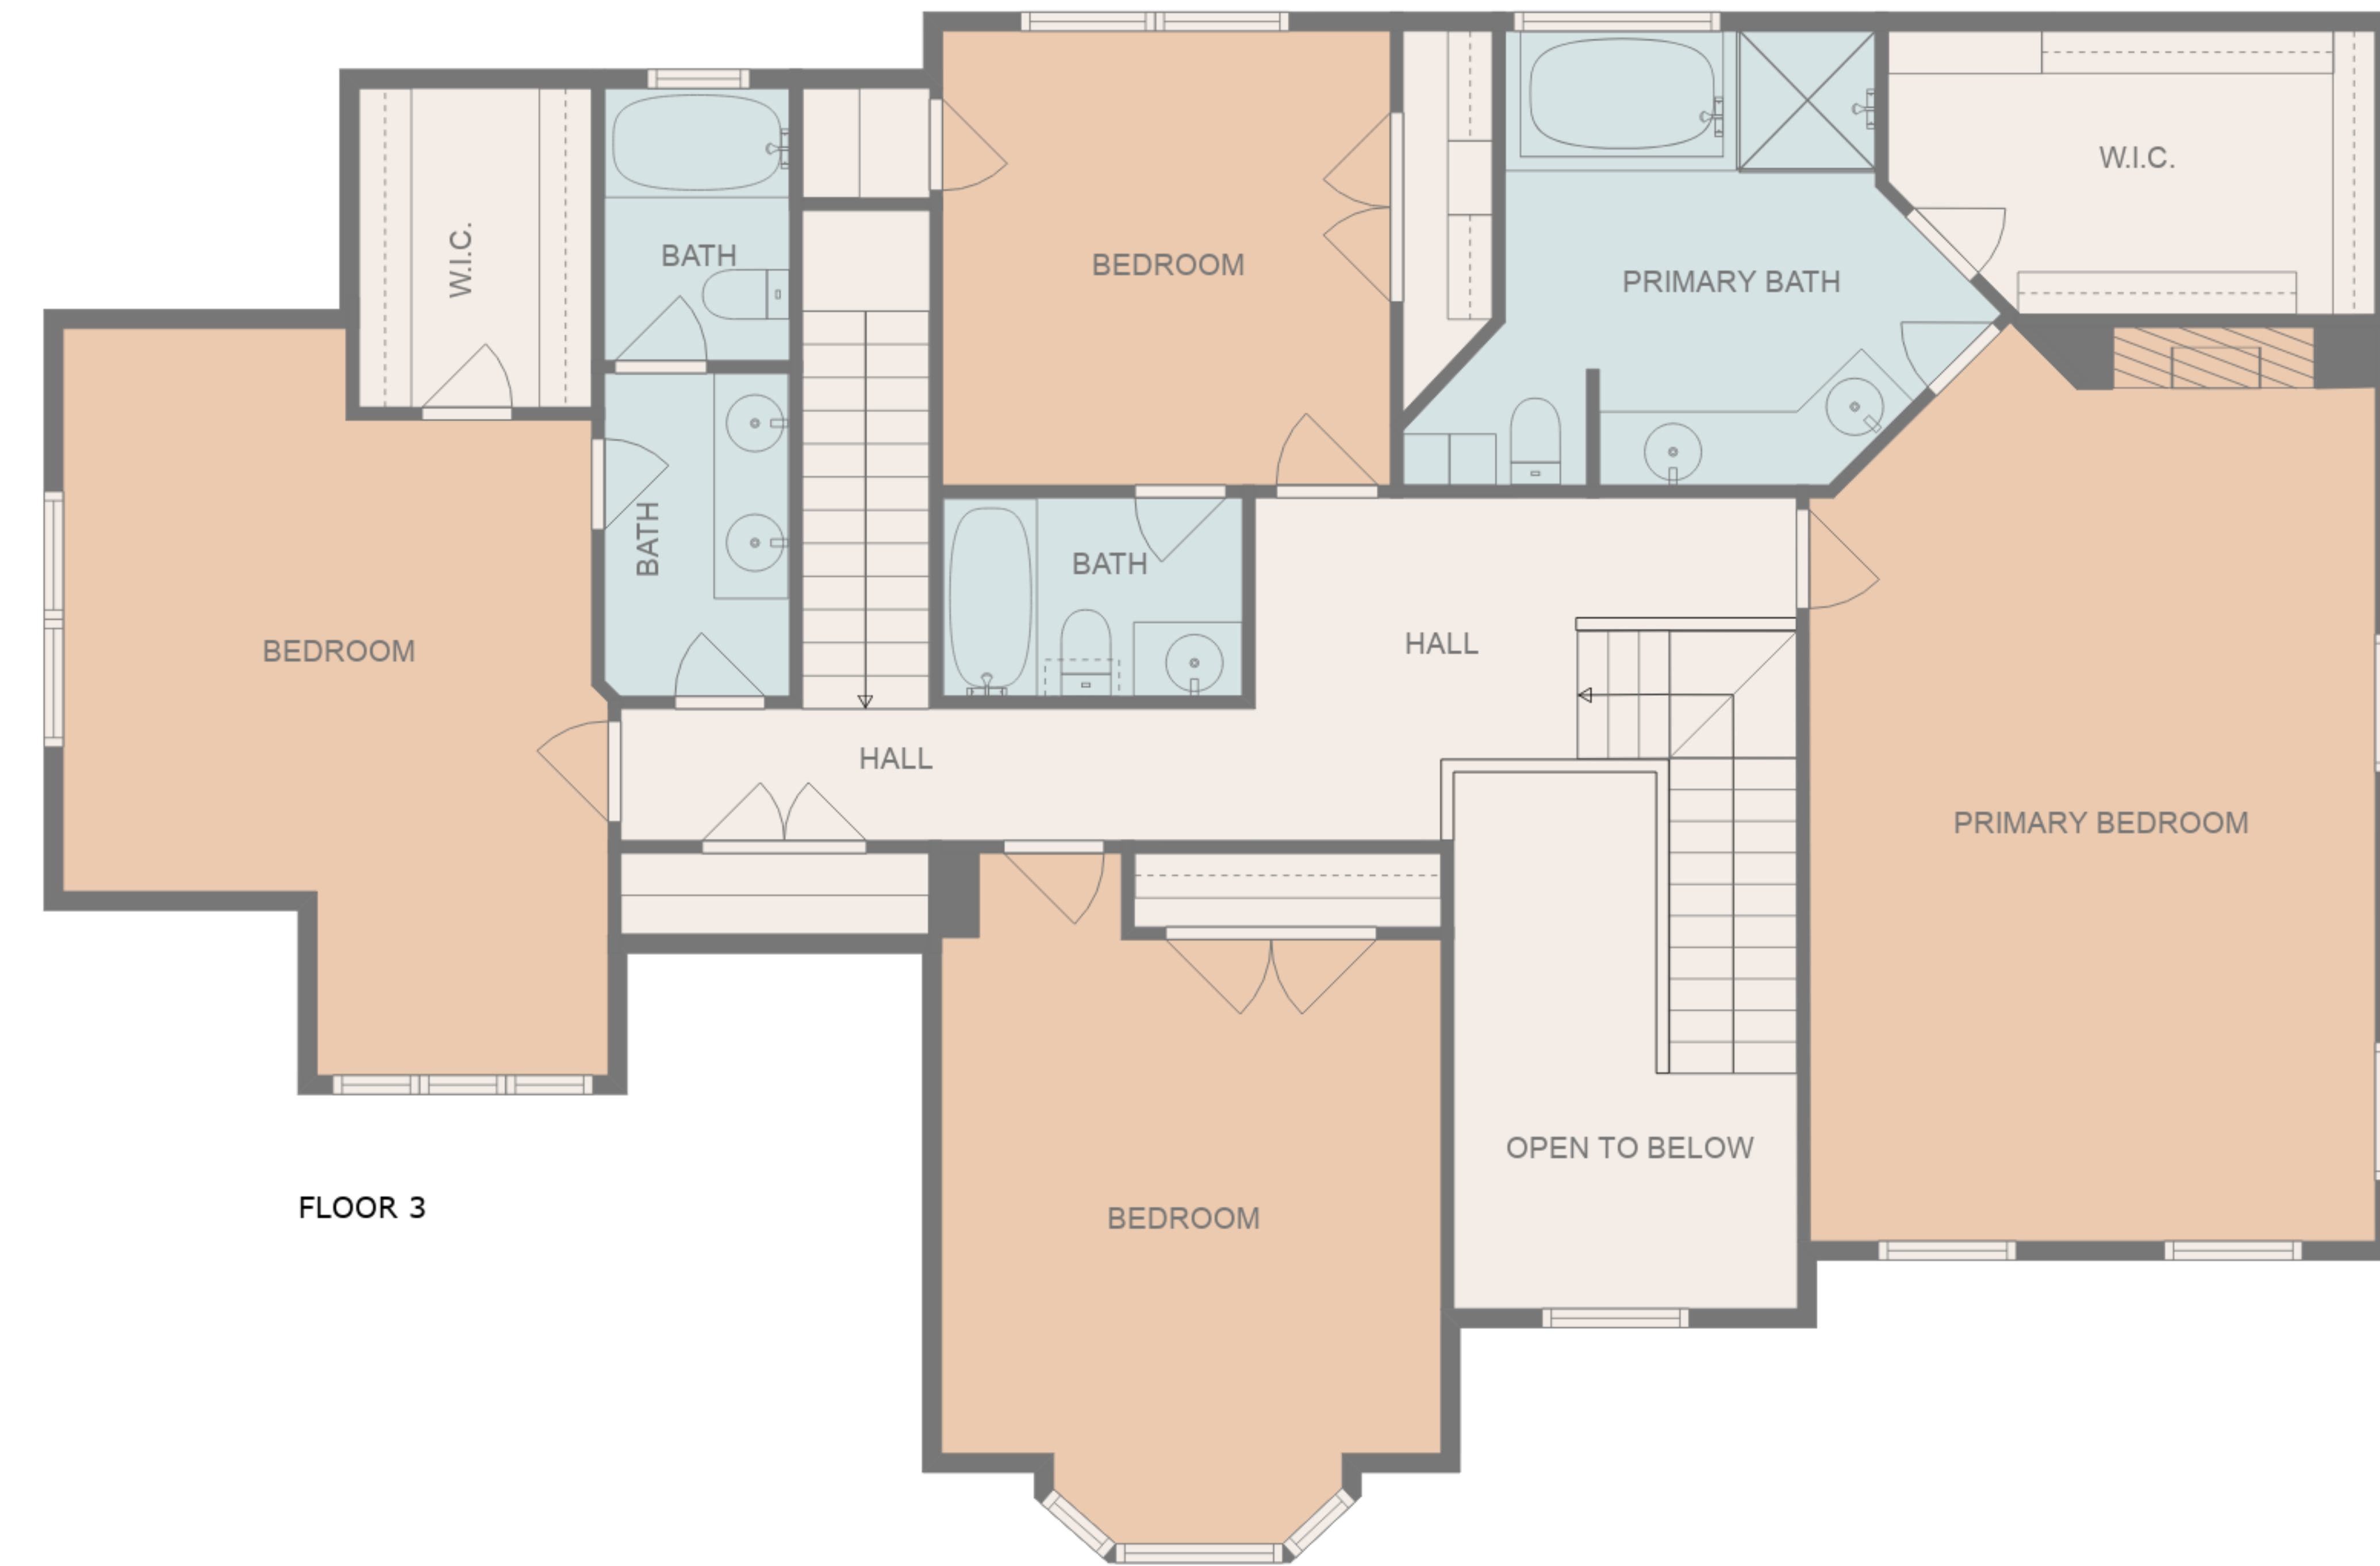 W.I.C.
W.I.C.
BATH
BEDROOM
PRIMARY BATH
BATH
BATH
HALL
BEDROOM
HALL
PRIMARY BEDROOM
OPEN TO BELOW
FLOOR 3
BEDROOM